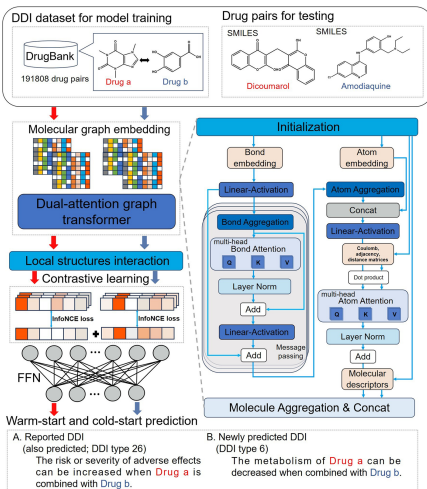 DDI dataset for model training
DrugBank
191808 drug pairs
Drug a
Drug b
Drug pairs for testing
SMILES
SMILES
Dicoumarol
Amodiaquine
Molecular graph embedding
Dual-attention graph
transformer
Local structures interaction
Contrastive learning
InfoNCE loss
InfoNCE loss
FFN
Warm-start and cold-start prediction
Initialization
Bond
embedding
Linear-Activation
Bond Aggregation
multi-head
Bond Attention
Q
K
V
Layer Norm
Add
Linear-Activation
Add
Message
passing
Atom
embedding
Atom Aggregation
Concat
Linear-Activation
Coulomb,
adjacency,
distance matrices
Dot product
multi-head
Atom Attention
Q
K
V
Layer Norm
Add
Molecular
descriptors
Molecule Aggregation & Concat
A. Reported DDI
(also predicted; DDI type 26)
The risk or severity of adverse effects
can be increased when Drug a is
combined with Drug b.
B. Newly predicted DDI
(DDI type 6)
The metabolism of Drug a can be
decreased when combined with Drug b.